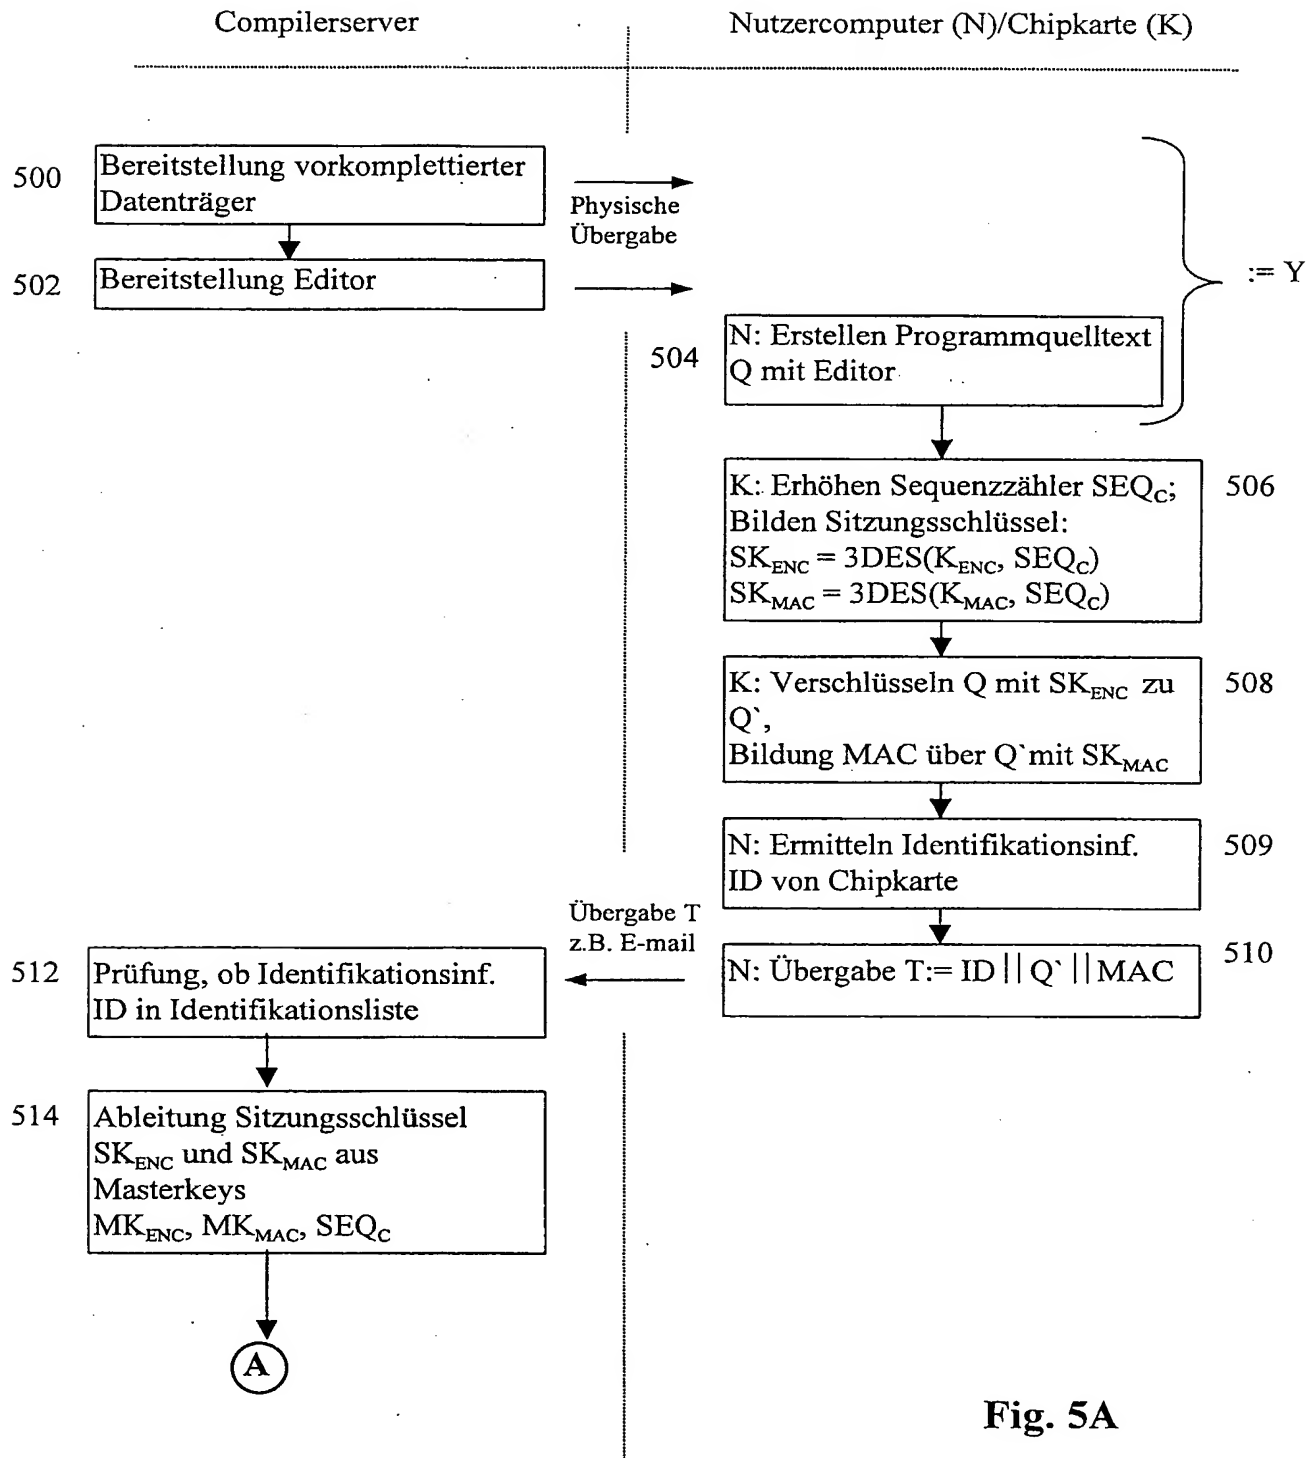 Compilerserver
Nutzercomputer (N)/Chipkarte (K)
500
Bereitstellung vorkomplettierter
Datenträger
Physische
Übergabe
502
Bereitstellung Editor
:= Y
504
N: Erstellen Programmquelltext
Q mit Editor
K: Erhöhen Sequenzzähler SEQC;
Bilden Sitzungsschlüssel:
SKENC = 3DES(KENC, SEQC)
SKMAC = 3DES(KMAC, SEQC)
506
K: Verschlüsseln Q mit SKENC zu
Q`,
Bildung MAC über Q`mit SKMAC
508
N: Ermitteln Identifikationsinf.
ID von Chipkarte
509
Übergabe T
z.B. E-mail
N: Übergabe T:= ID || Q` || MAC
510
512
Prüfung, ob Identifikationsinf.
ID in Identifikationsliste
514
Ableitung Sitzungsschlüssel
SKENC und SKMAC aus
Masterkeys
MKENC, MKMAC, SEQC
A
Fig. 5A